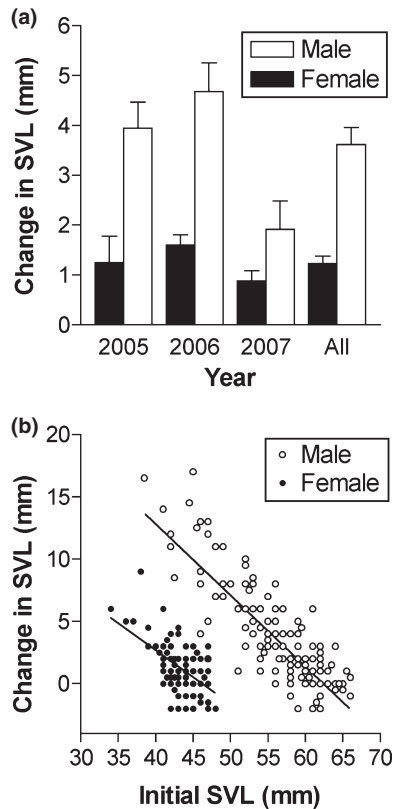 (a)
Change in SVL (mm)
6
5
4
3
2
1
0
Male
Female
2005 2006 2007 All
Year
(b)
Change in SVL (mm)
20
15
10
5
0
Male
Female
30 35 40 45 50 55 60 65 70
Initial SVL (mm)